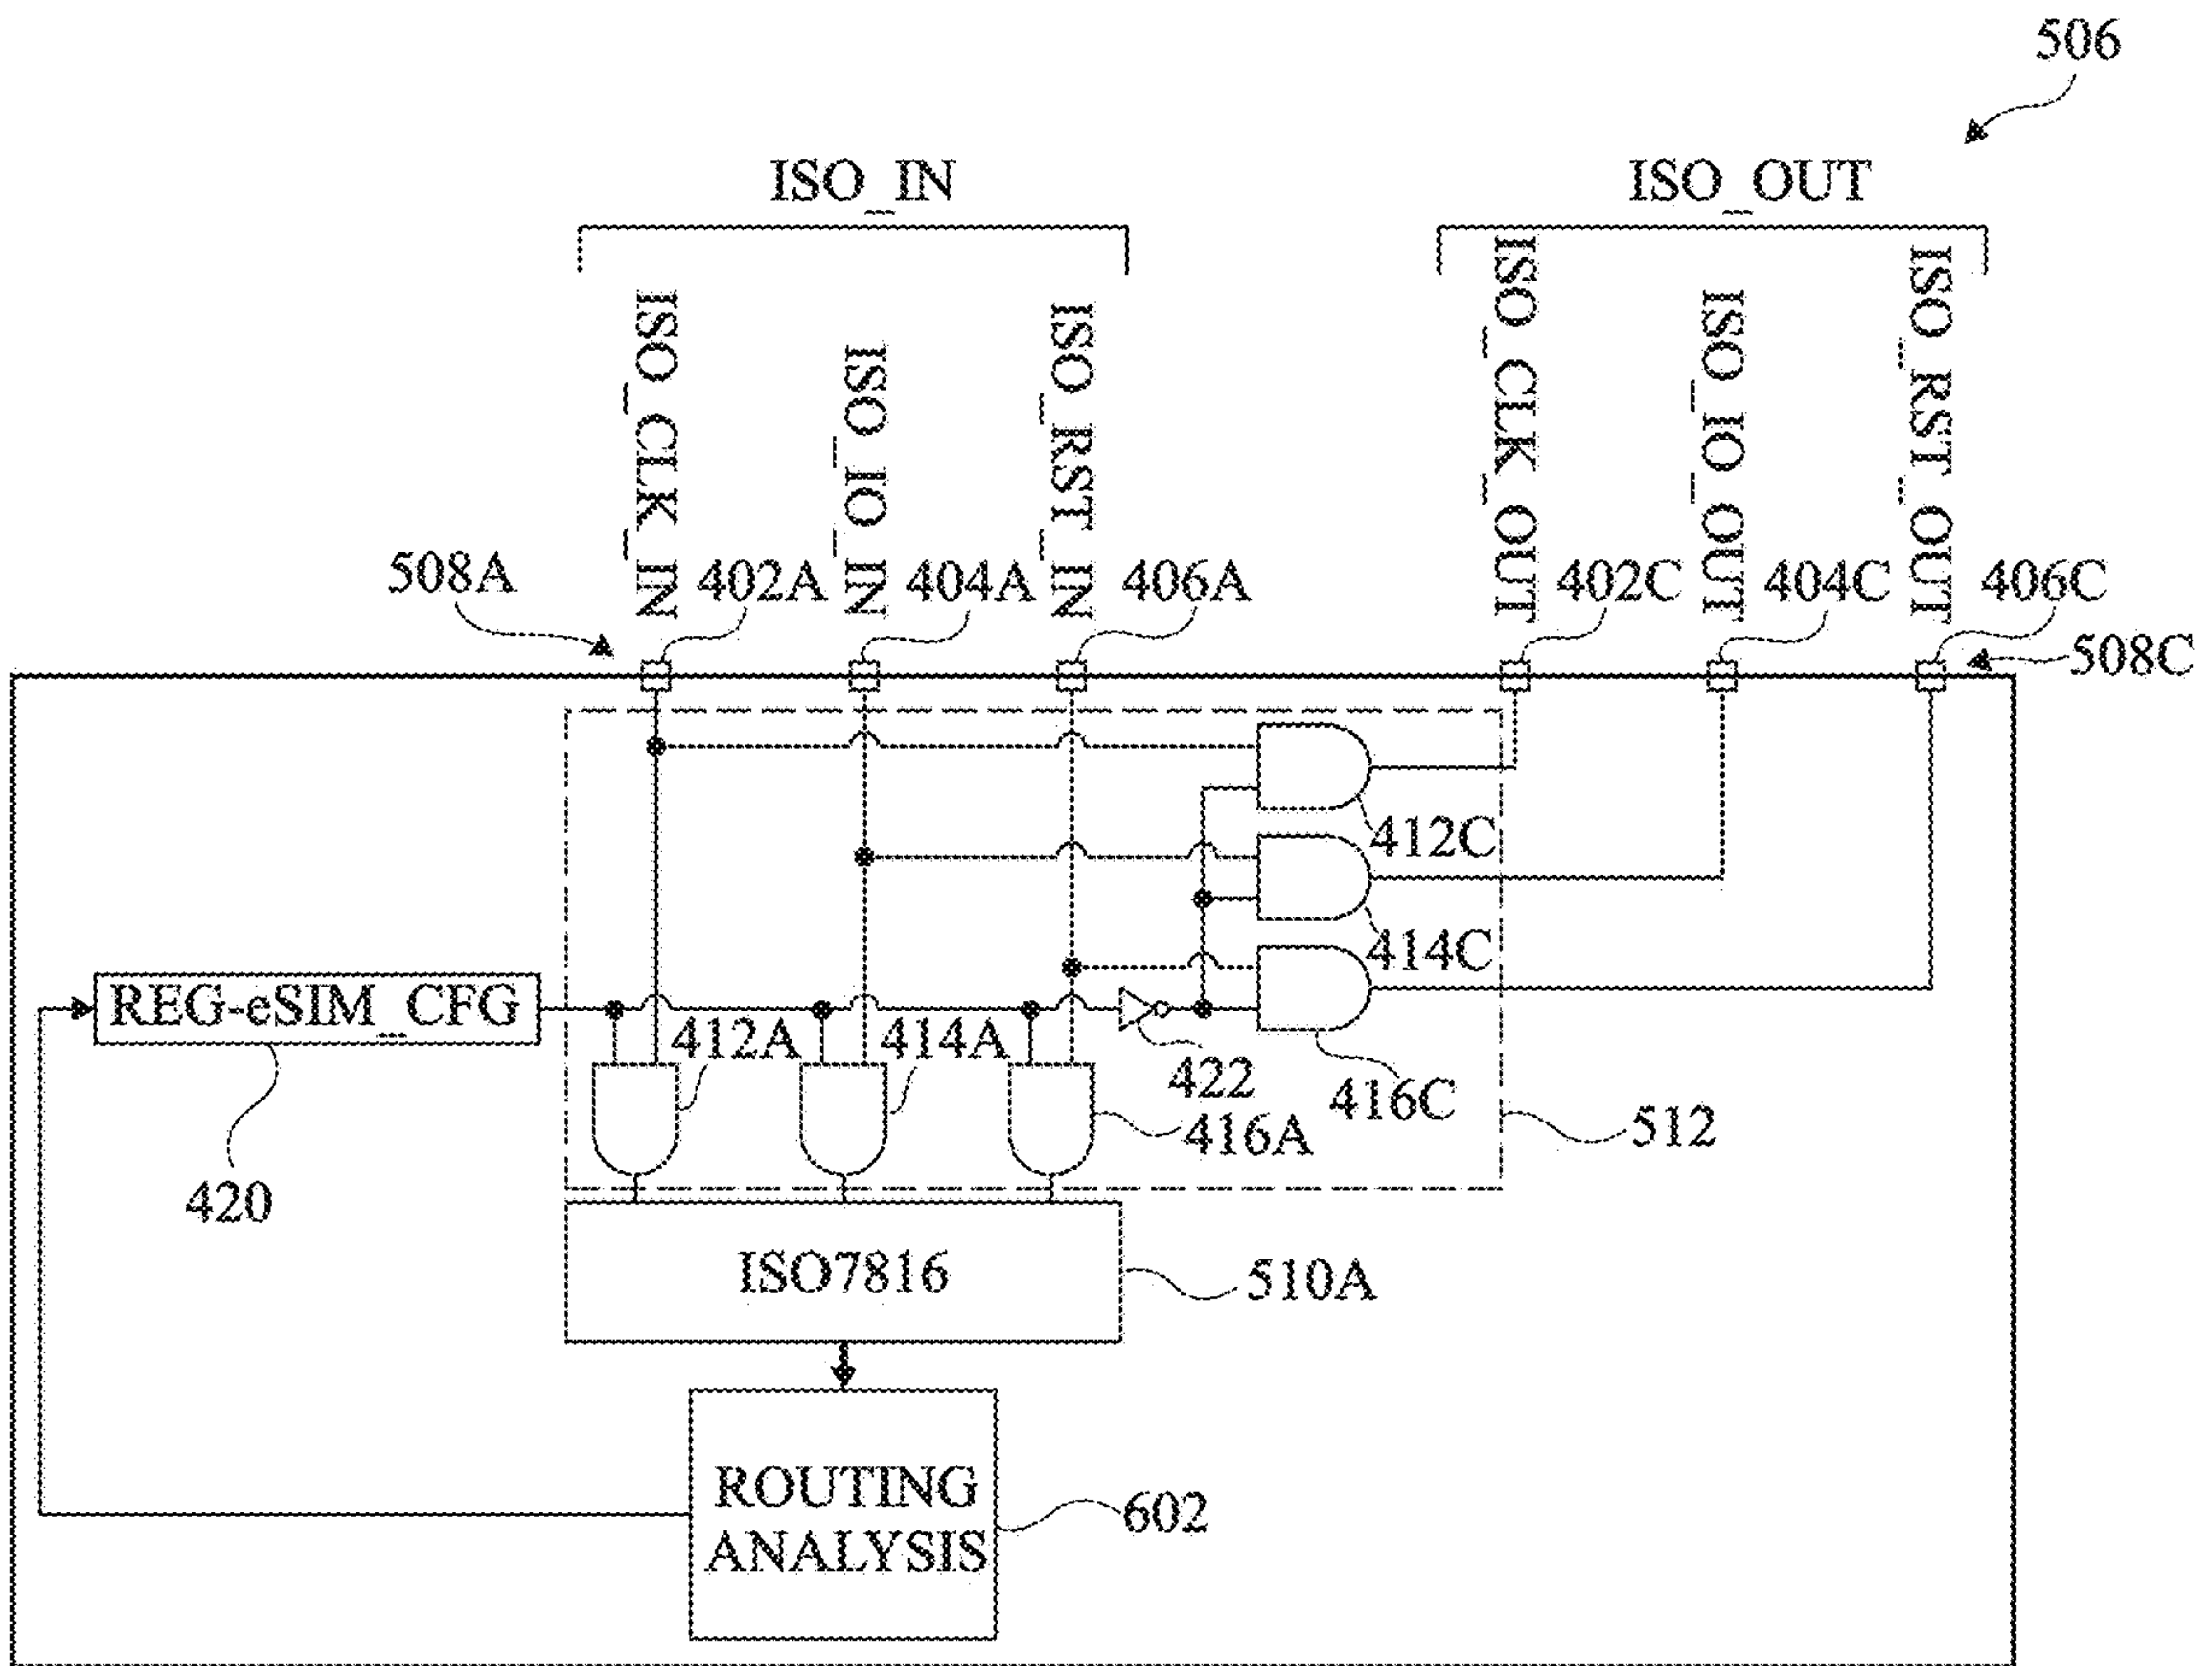 506
ISO_IN
ISO_OUT
ISO_CLK_IN
ISO_IO_IN
ISO_RST_IN
ISO_CLK_OUT
ISO_IO_OUT
ISO_RST_OUT
508A
402A
404A
406A
402C
404C
406C
508C
412C
414C
REG-eSIM_CFG
412A
414A
422
416C
416A
512
420
ISO7816
510A
ROUTING
ANALYSIS
602